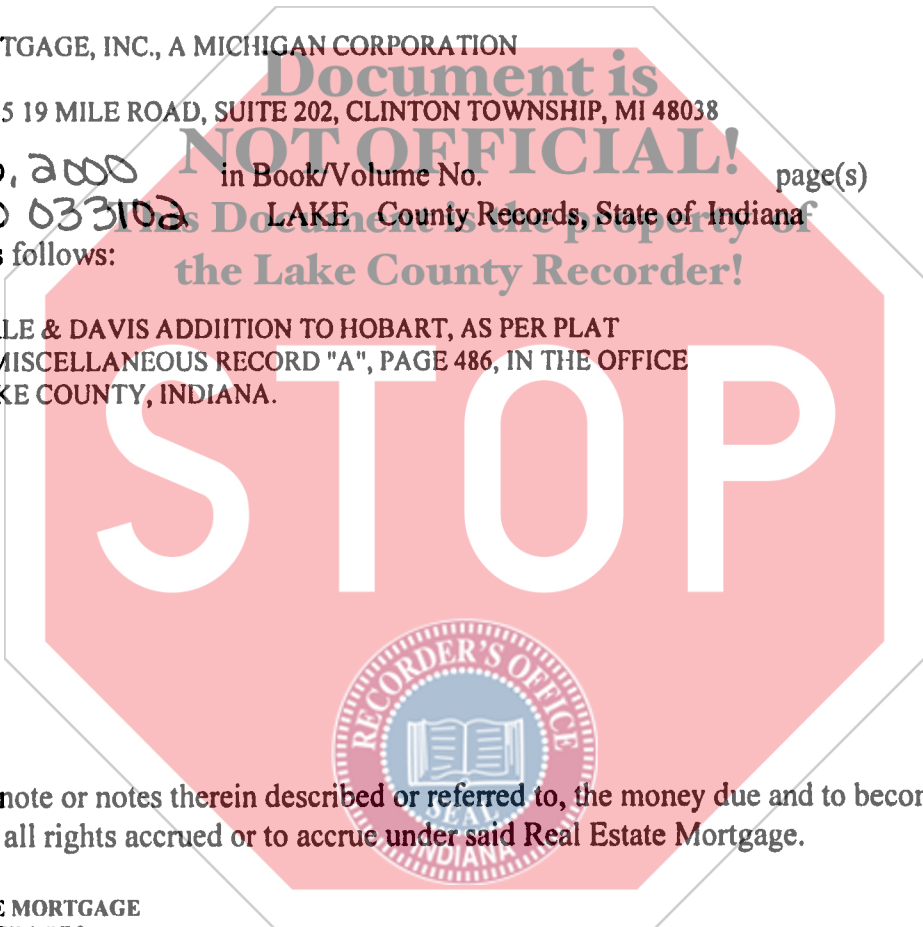 TGAGE, INC., A MICHIGAN CORPORATION
Document is
5 19 MILE ROAD, SUITE 202, CLINTON TOWNSHIP, MI 48038
NOT OFFICIAL!
, 2000 in Book/Volume No. page(s)
033102 LAKE County Records, State of Indiana
This Document is the property of
s follows:
the Lake County Recorder!
LE & DAVIS ADDIITION TO HOBART, AS PER PLAT
MISCELLANEOUS RECORD "A", PAGE 486, IN THE OFFICE
KE COUNTY, INDIANA.
STOP
RECORDER'S OFFICE
note or notes therein described or referred to, the money due and to becom
SEAL
all rights accrued or to accrue under said Real Estate Mortgage.
INDIANA
E MORTGAGE